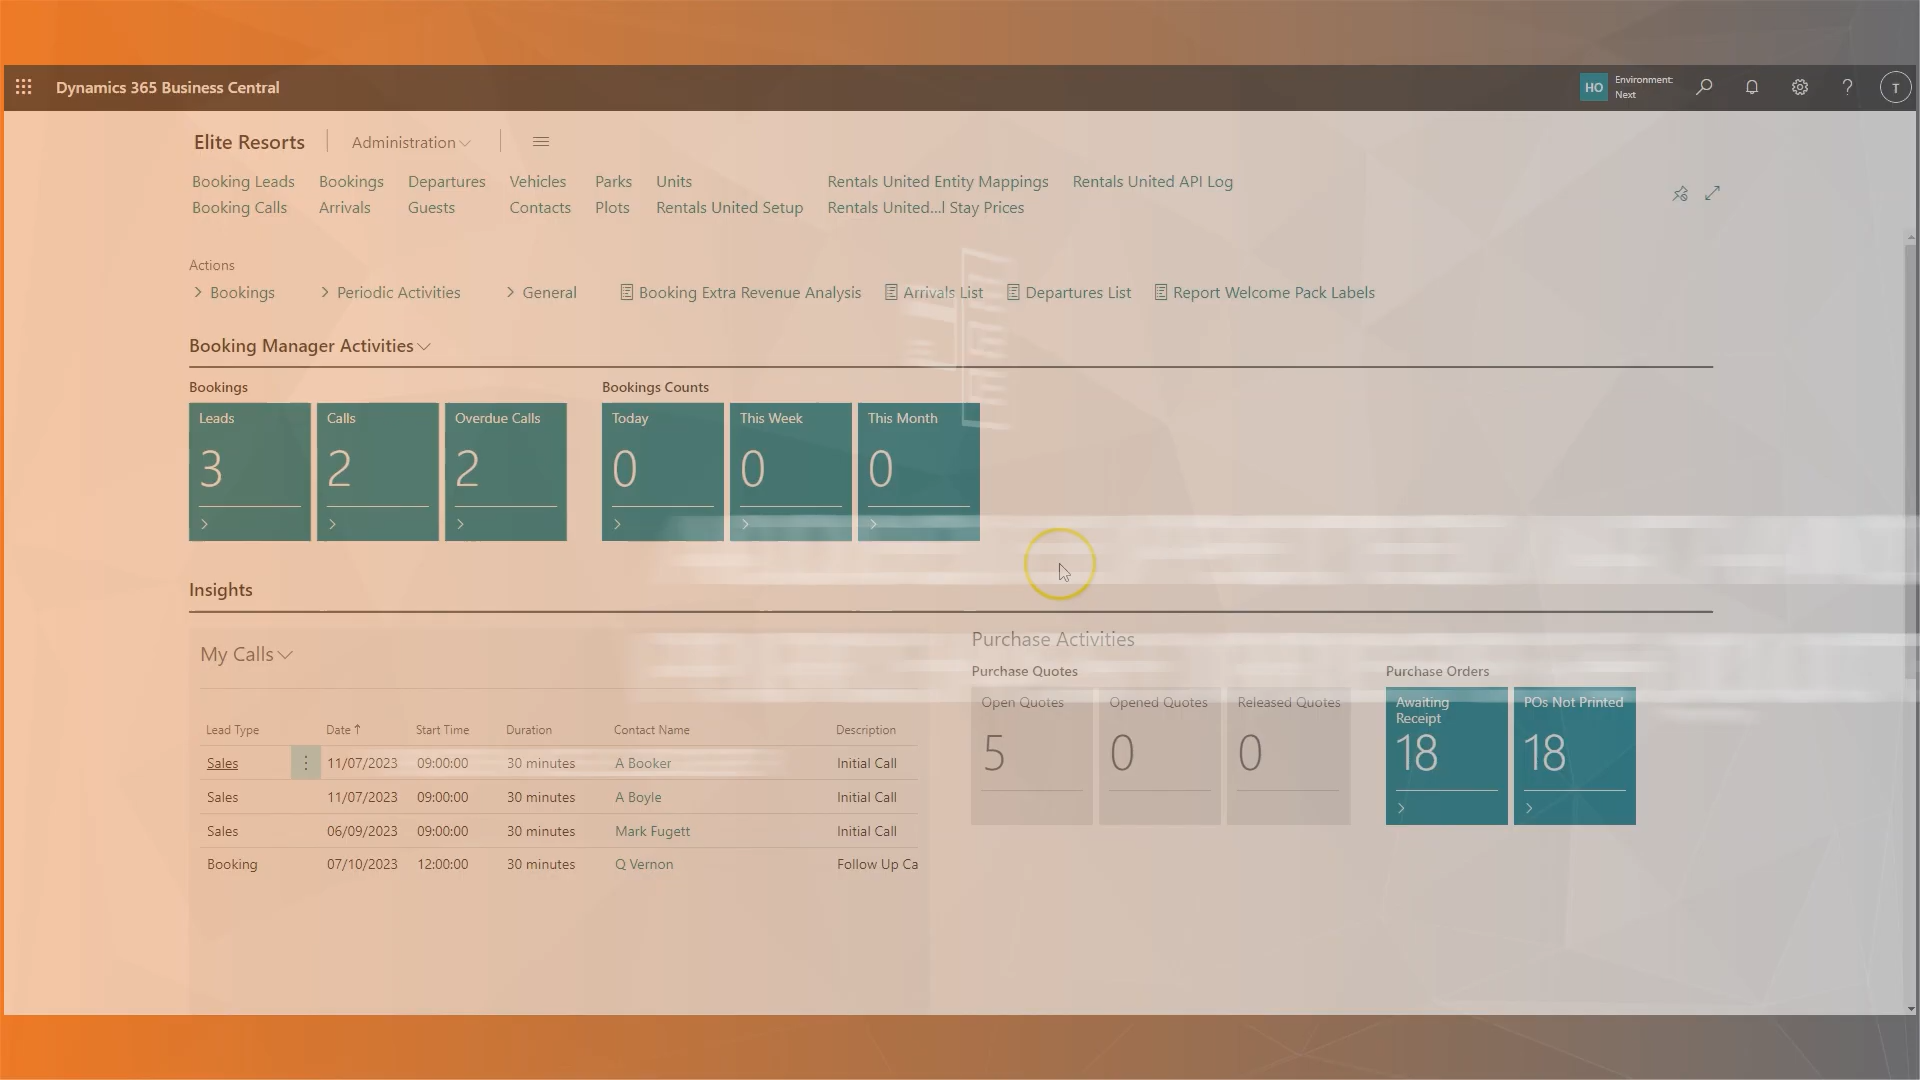 Dynamics 365 Business Central
HO
Environment:
Next
?
T
Elite Resorts
Administration
Booking Leads Bookings Departures Vehicles Parks Units Rentals United Entity Mappings Rentals United API Log
Booking Calls Arrivals Guests Contacts Plots Rentals United Setup Rentals United...l Stay Prices
Actions
Bookings Periodic Activities General Booking Extra Revenue Analysis Arrivals List Departures List Report Welcome Pack Labels
Booking Manager Activities
Bookings Bookings Counts
Leads Calls Overdue Calls Today This Week This Month
3 2 2 0 0 0
Insights
My Calls
Lead Type Date Start Time Duration Contact Name Description
Sales 11/07/2023 09:00:00 30 minutes A Booker Initial Call
Sales 11/07/2023 09:00:00 30 minutes A Boyle Initial Call
Sales 06/09/2023 09:00:00 30 minutes Mark Fugett Initial Call
Booking 07/10/2023 12:00:00 30 minutes Q Vernon Follow Up Ca
Purchase Activities
Purchase Quotes Purchase Orders
Open Quotes Opened Quotes Released Quotes Awaiting Receipt POs Not Printed
5 0 0 18 18